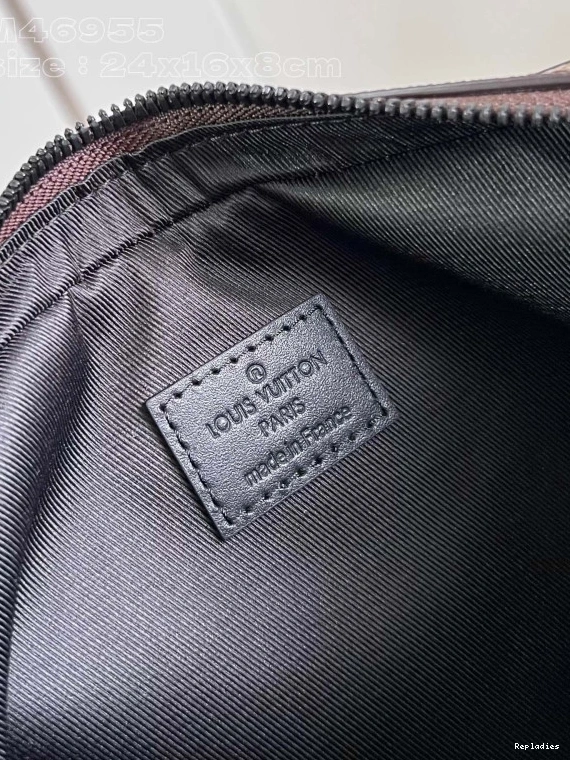 M46955
size : 24x16x8cm
®
LOUIS VUITTON
PARIS
made in France
Repladies